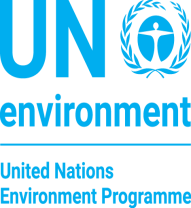 UN
environment
United Nations
Environment Programme